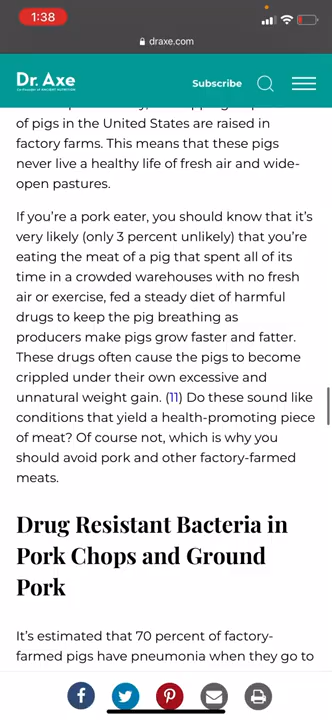 1:38
draxe.com
Dr. Axe
Subscribe
of pigs in the United States are raised in
factory farms. This means that these pigs
never live a healthy life of fresh air and wide-
open pastures.
If you're a pork eater, you should know that it's
very likely (only 3 percent unlikely) that you're
eating the meat of a pig that spent all of its
time in a crowded warehouses with no fresh
air or exercise, fed a steady diet of harmful
drugs to keep the pig breathing as
producers make pigs grow faster and fatter.
These drugs often cause the pigs to become
crippled under their own excessive and
unnatural weight gain. (11) Do these sound like
conditions that yield a health-promoting piece
of meat? Of course not, which is why you
should avoid pork and other factory-farmed
meats.
Drug Resistant Bacteria in
Pork Chops and Ground
Pork
It's estimated that 70 percent of factory-
farmed pigs have pneumonia when they go to